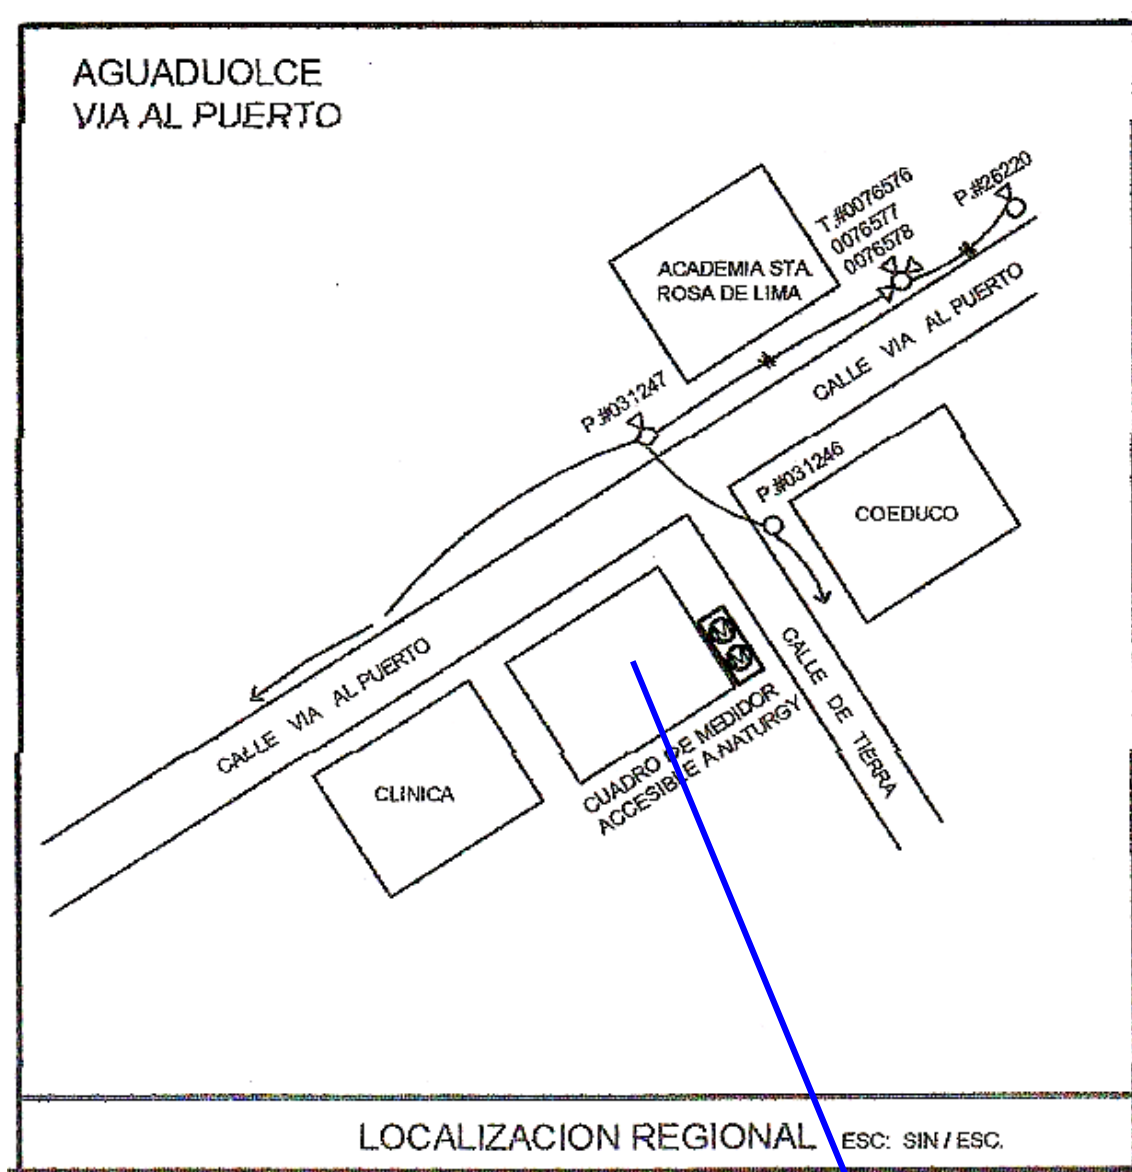 AGUADUOLCE
VIA AL PUERTO
P.#26220
T.#0076576
0076577
0076578
ACADEMIA STA.
ROSA DE LIMA
CALLE VIA AL PUERTO
P.#031247
P.#031246
COEDUCO
M
M
CALLE VIA AL PUERTO
CALLE DE TIERRA
CLINICA
CUADRO DE MEDIDOR
ACCESIBLE A NATURGY
LOCALIZACION REGIONAL ESC: SIN / ESC.